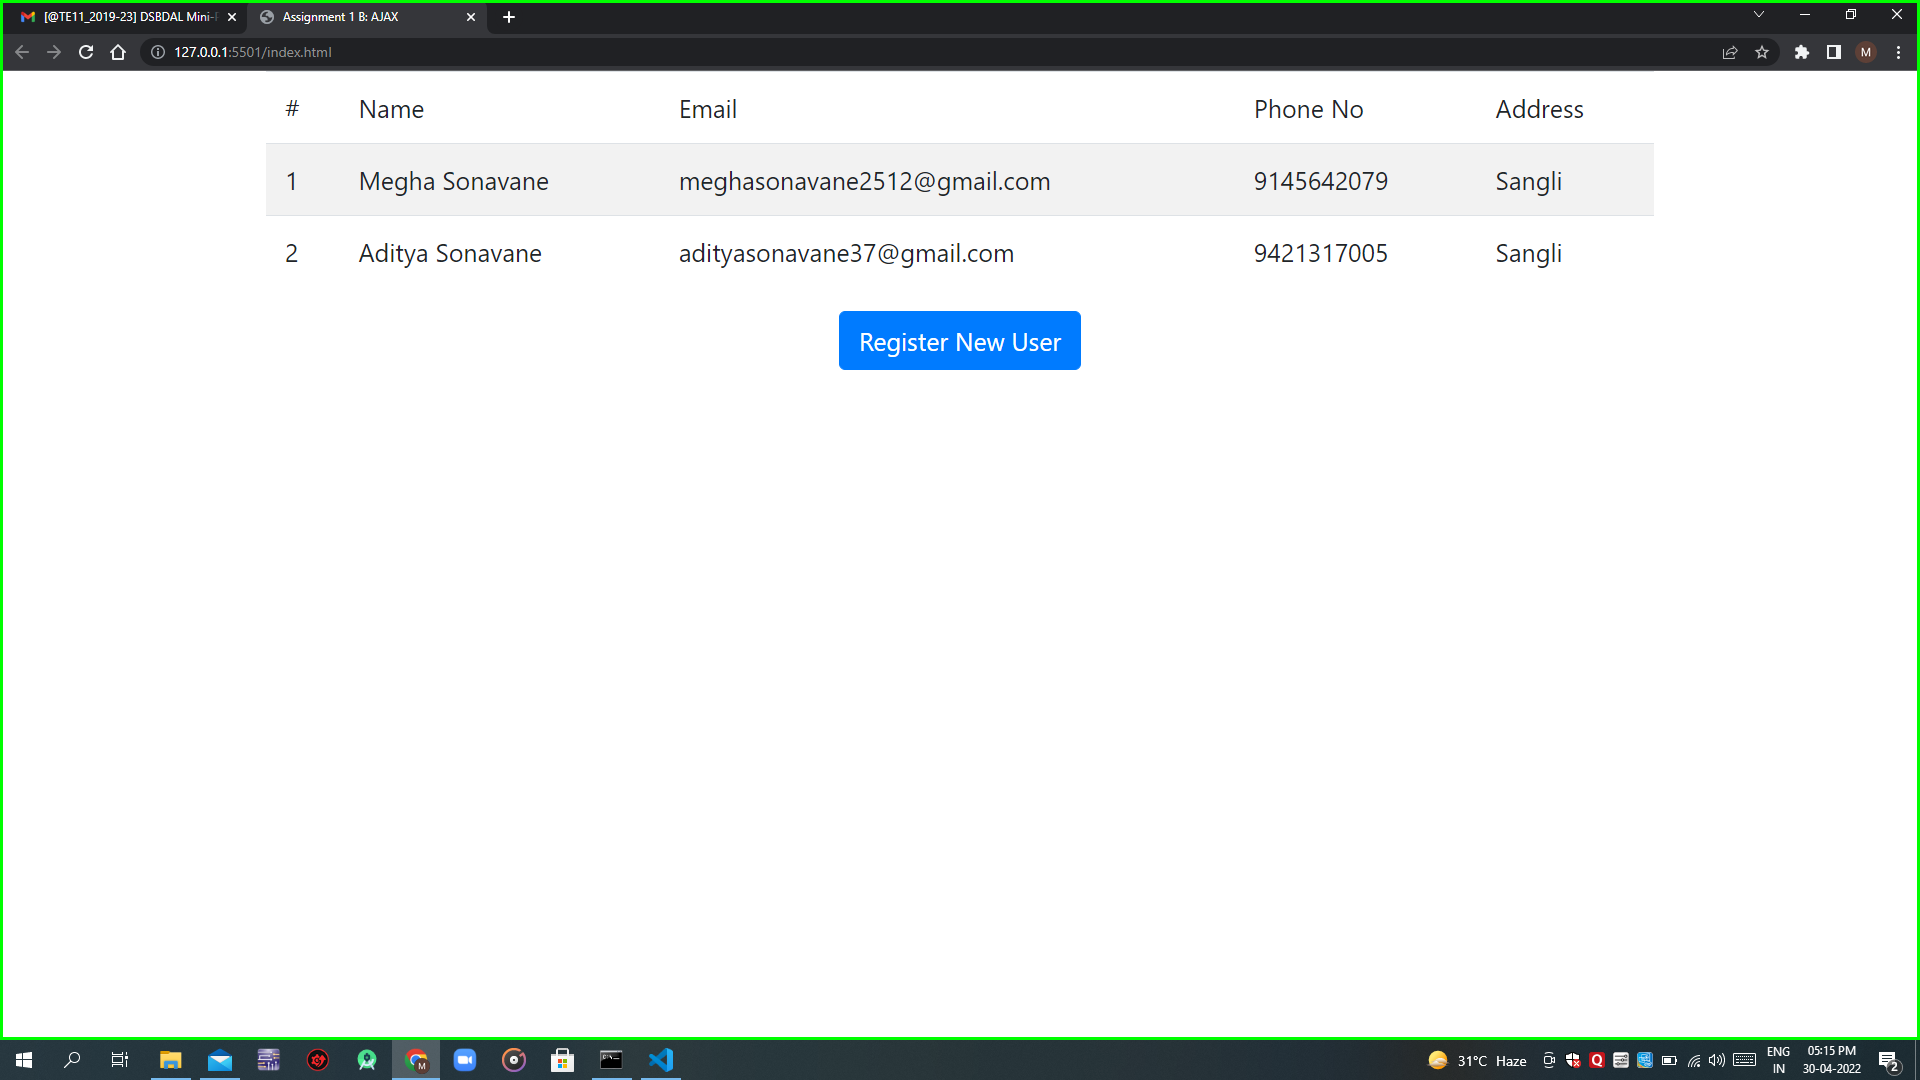 [@TE11_2019-23] DSBDAL Mini-
Assignment 1 B: AJAX
127.0.0.1:5501/index.html
M
# Name Email Phone No Address
1 Megha Sonavane meghasonavane2512@gmail.com 9145642079 Sangli
2 Aditya Sonavane adityasonavane37@gmail.com 9421317005 Sangli
Register New User
M
31°C Haze
ENG
IN
05:15 PM
30-04-2022
2